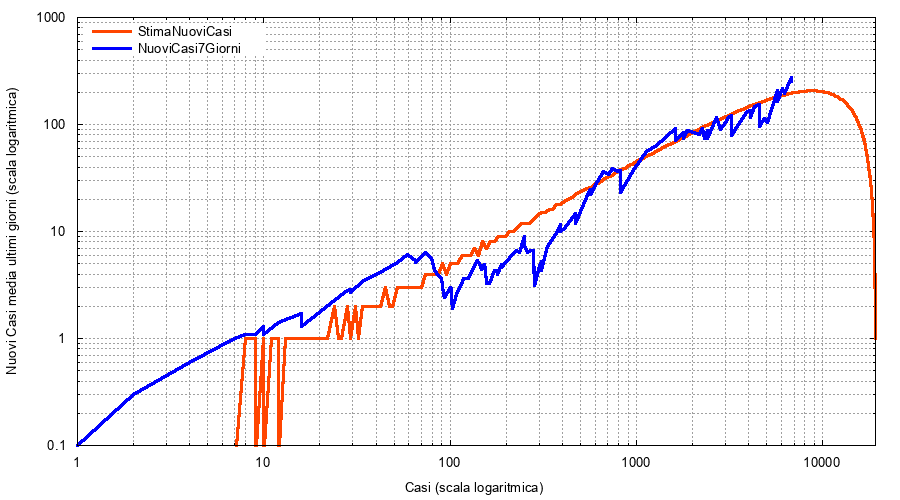 1000
100
10
1
0.1
StimaNuoviCasi
NuoviCasi7Giorni
Nuovi Casi media ultimi giorni (scala logaritmica)
1
10
100
1000
10000
Casi (scala logaritmica)